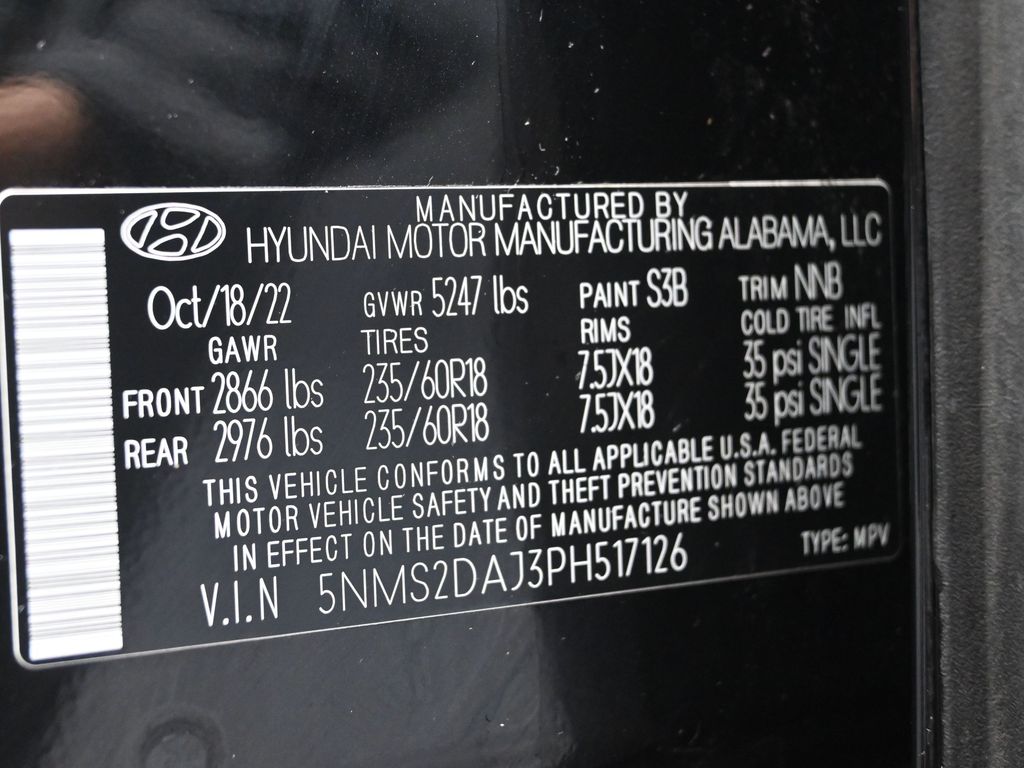 MANUFACTURED BY
HYUNDAI MOTOR MANUFACTURING ALABAMA, LLC
Oct/18/22 GVWR 5247 lbs PAINT S3B TRIM NNB
GAWR TIRES RIMS COLD TIRE INFL
FRONT 2866 lbs 235/60R18 7.5JX18 35 psi SINGLE
REAR 2976 lbs 235/60R18 7.5JX18 35 psi SINGLE
THIS VEHICLE CONFORMS TO ALL APPLICABLE U.S.A. FEDERAL
MOTOR VEHICLE SAFETY AND THEFT PREVENTION STANDARDS
IN EFFECT ON THE DATE OF MANUFACTURE SHOWN ABOVE
V.I.N 5NMS2DAJ3PH517126 TYPE: MPV